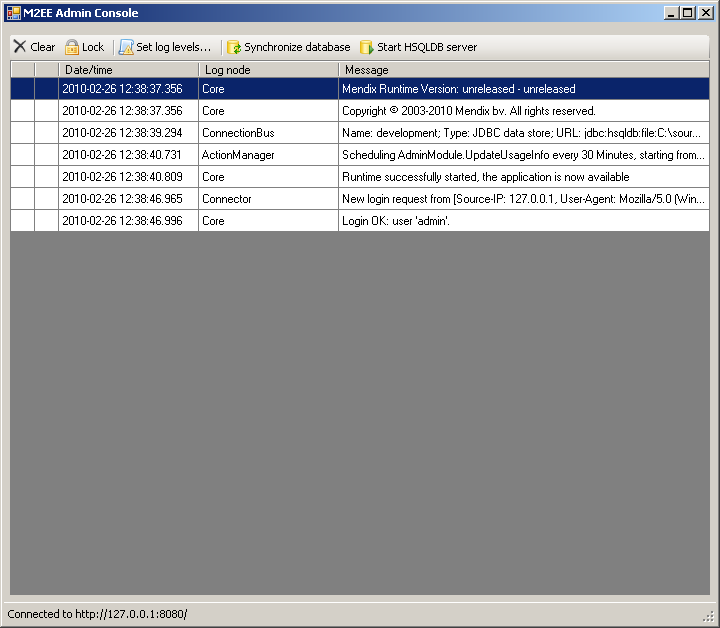 M2EE Admin Console
Clear Lock Set log levels... Synchronize database Start HSQLDB server
Date/time Log node Message
2010-02-26 12:38:37.356 Core Mendix Runtime Version: unreleased - unreleased
2010-02-26 12:38:37.356 Core Copyright © 2003-2010 Mendix bv. All rights reserved.
2010-02-26 12:38:39.294 ConnectionBus Name: development; Type: JDBC data store; URL: jdbc:hsqldb:file:C:\sour...
2010-02-26 12:38:40.731 ActionManager Scheduling AdminModule.UpdateUsageInfo every 30 Minutes, starting from...
2010-02-26 12:38:40.809 Core Runtime successfully started, the application is now available
2010-02-26 12:38:46.965 Connector New login request from [Source-IP: 127.0.0.1, User-Agent: Mozilla/5.0 (Win...
2010-02-26 12:38:46.996 Core Login OK: user 'admin'.
Connected to http://127.0.0.1:8080/